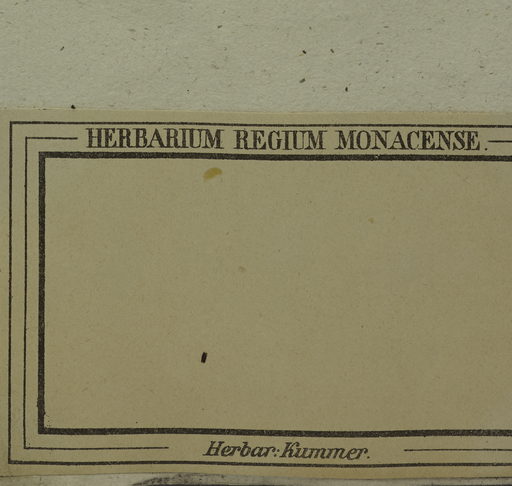 HERBARIUM REGIUM MONACENSE.
Herbar: Kummer.